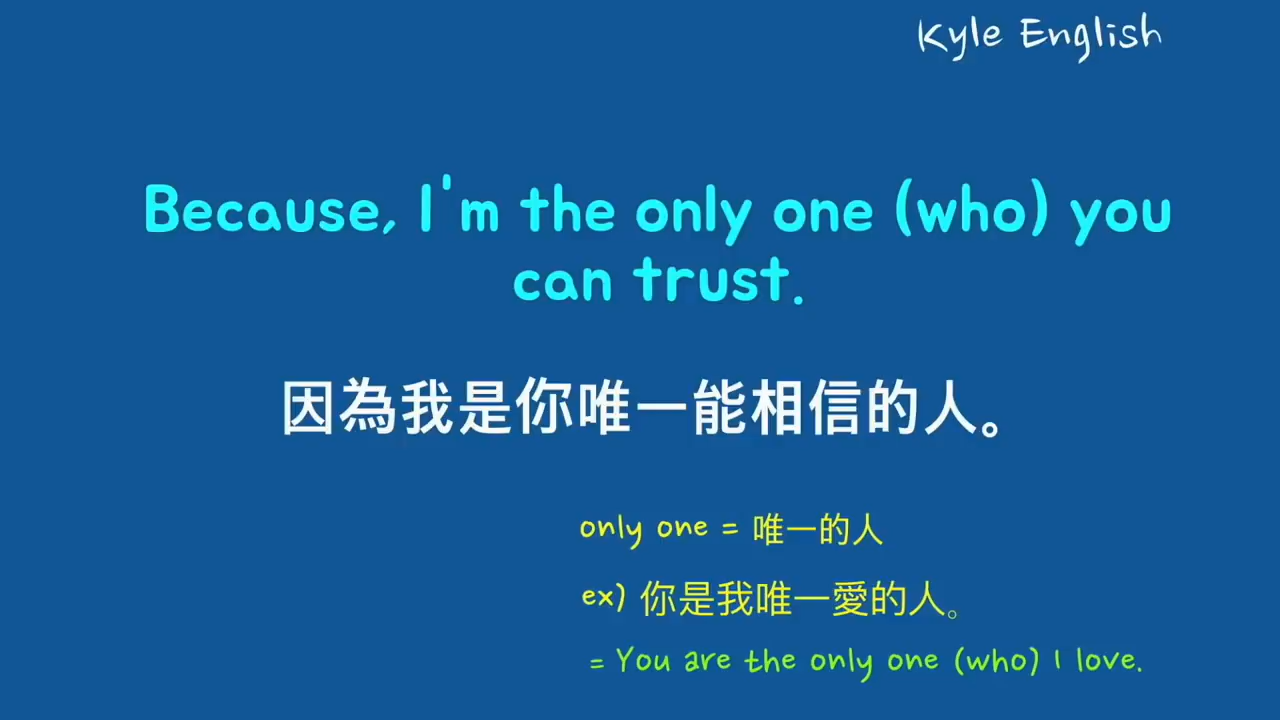 Kyle English
Because, I'm the only one (who) you
can trust.
因為我是你唯一能相信的人。
only one = 唯一的人
ex) 你是我唯一愛的人。
= You are the only one (who) I love.